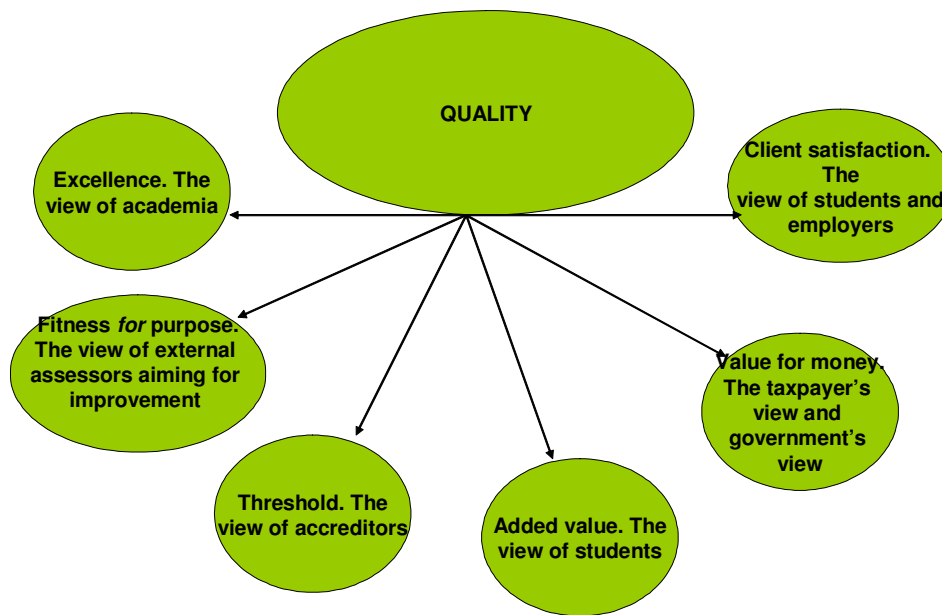 QUALITY
Excellence. The
view of academia
Client satisfaction.
The
view of students and
employers
Fitness for purpose.
The view of external
assessors aiming for
improvement
Value for money.
The taxpayer’s
view and
government’s
view
Threshold. The
view of accreditors
Added value. The
view of students